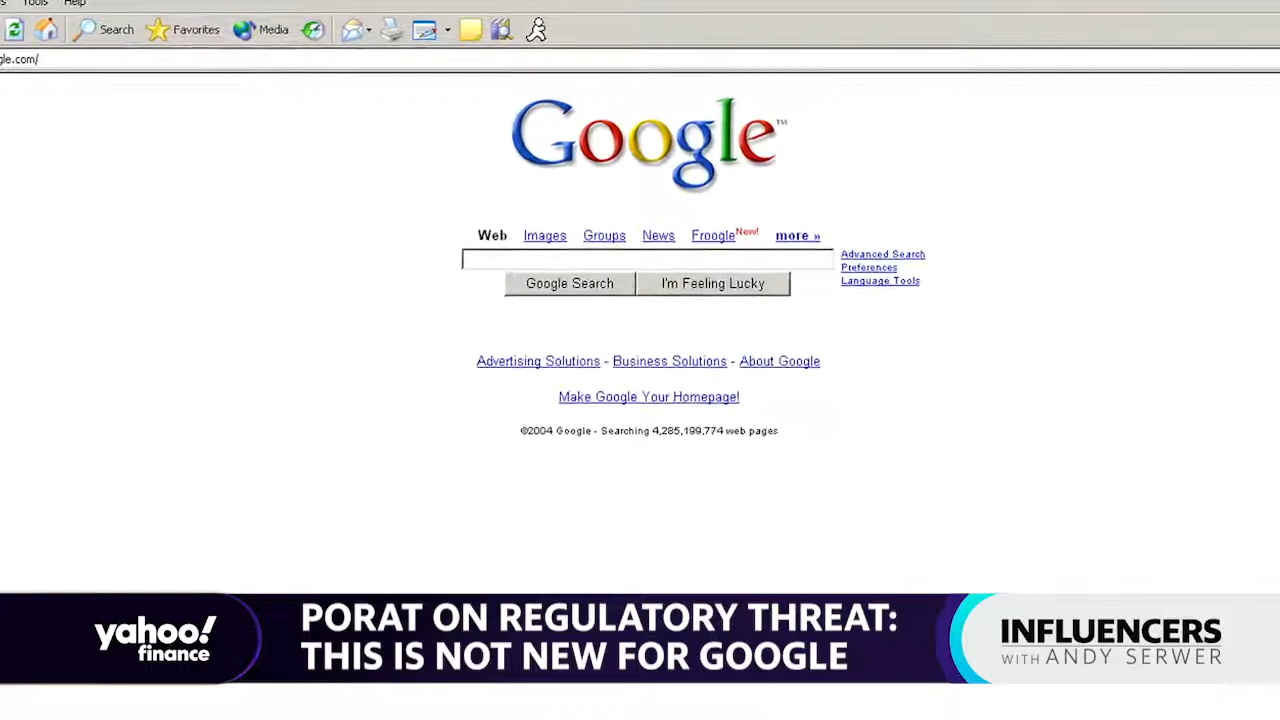 Tools Help
Search Favorites Media
gle.com/
Google™
Web Images Groups News Froogle New! more »
Advanced Search
Preferences
Language Tools
Google Search I'm Feeling Lucky
Advertising Solutions - Business Solutions - About Google
Make Google Your Homepage!
©2004 Google - Searching 4,285,199,774 web pages
yahoo!
finance
PORAT ON REGULATORY THREAT:
THIS IS NOT NEW FOR GOOGLE
INFLUENCERS
WITH ANDY SERWER